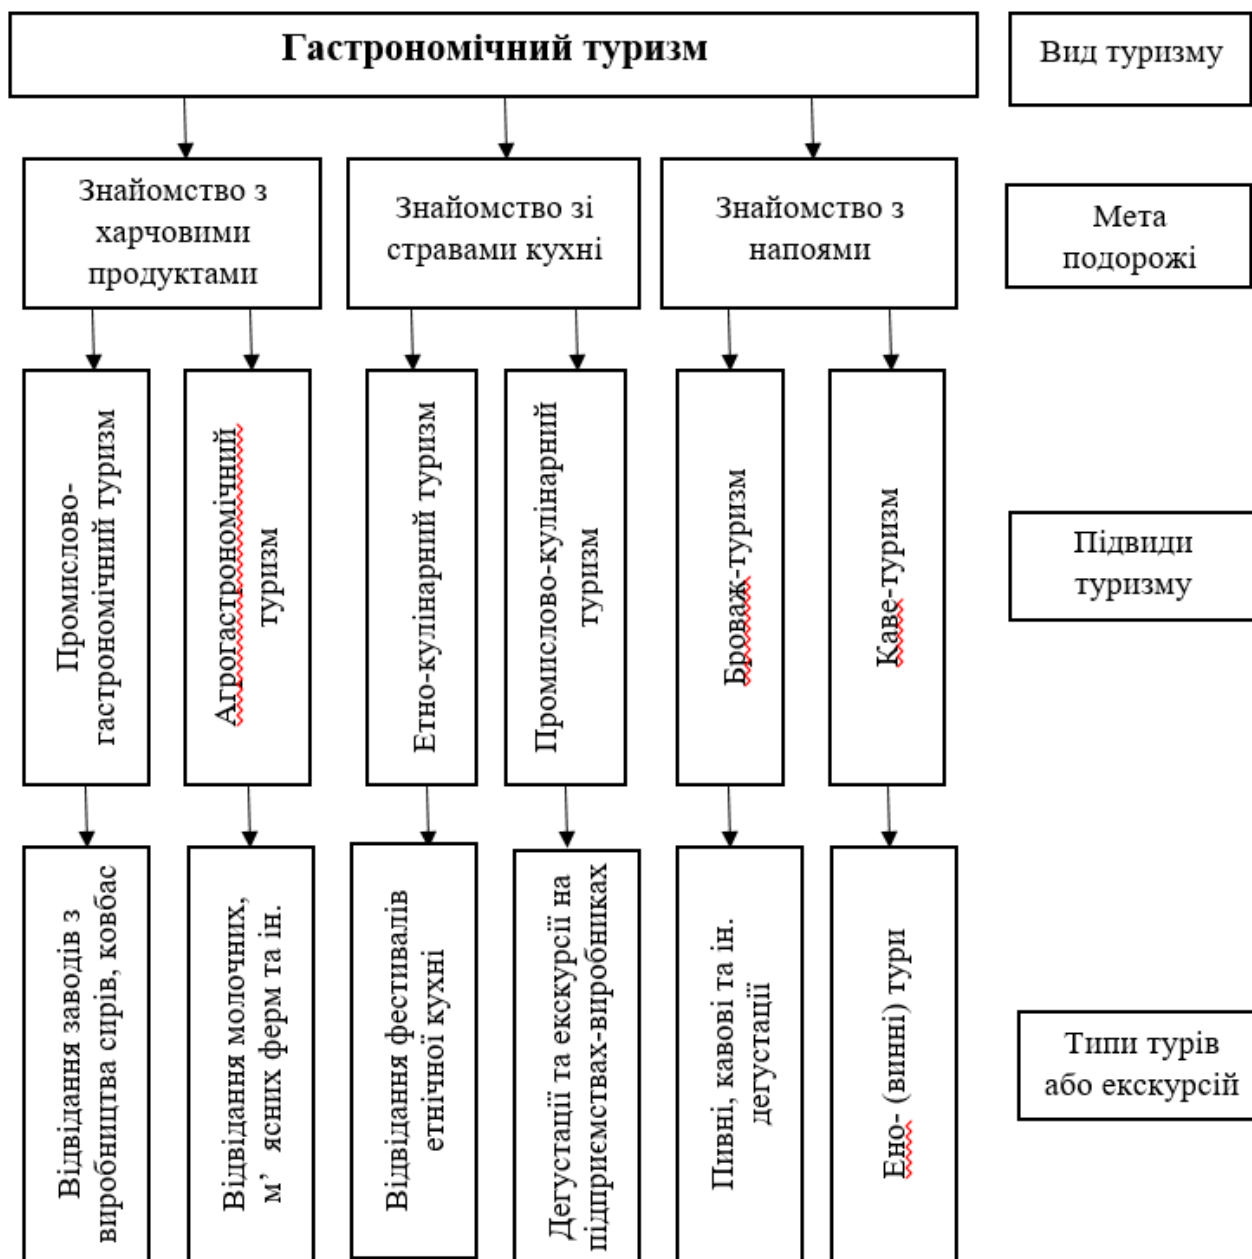 Гастрономічний туризм
Вид туризму
Знайомство з
харчовими
продуктами
Знайомство зі
стравами кухні
Знайомство з
напоями
Мета
подорожі
Промислово-
гастрономічний туризм
Агрогастрономічний
туризм
Етно-кулінарний туризм
Промислово-кулінарний
туризм
Броваж-туризм
Каве-туризм
Підвиди
туризму
Відвідання заводів з
виробництва сирів, ковбас
Відвідання молочних,
м’ ясних ферм та ін.
Відвідання фестивалів
етнічної кухні
Дегустації та екскурсії на
підприємствах-виробниках
Пивні, кавові та ін.
дегустації
Ено- (винні) тури
Типи турів
або екскурсій